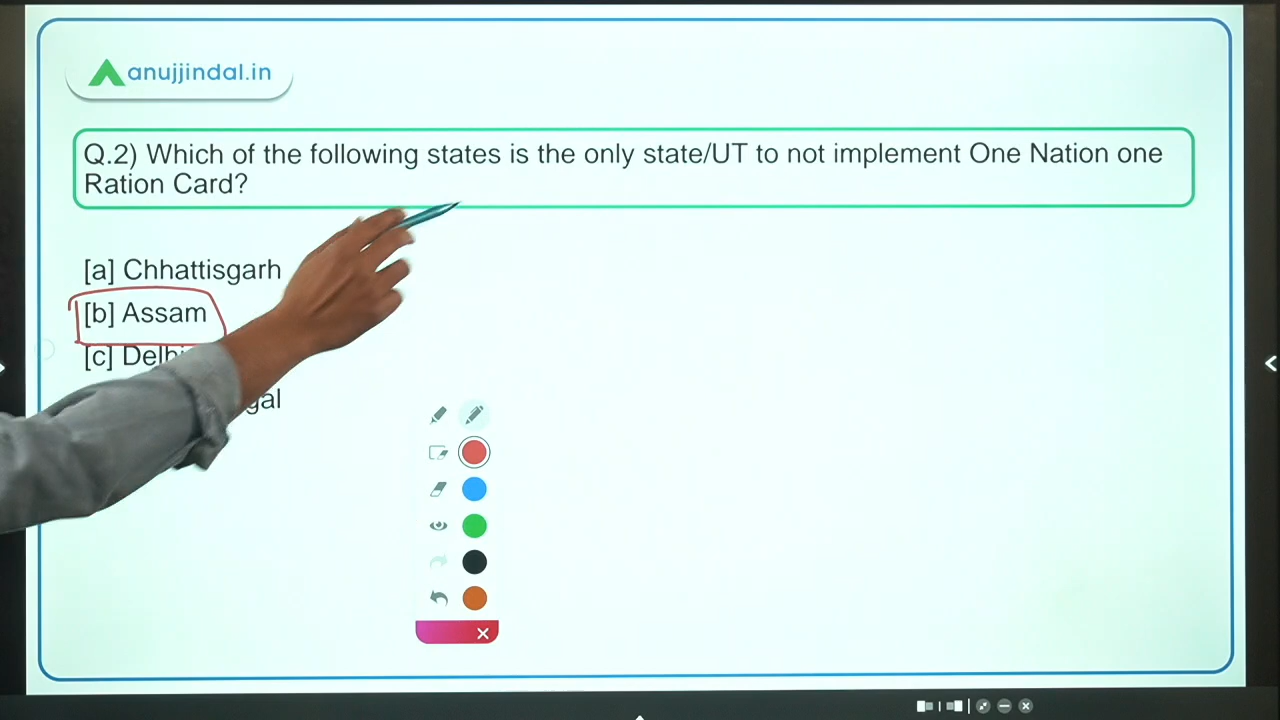 anujjindal.in
Q.2) Which of the following states is the only state/UT to not implement One Nation one
Ration Card?
[a] Chhattisgarh
[b] Assam
[c] Delhi